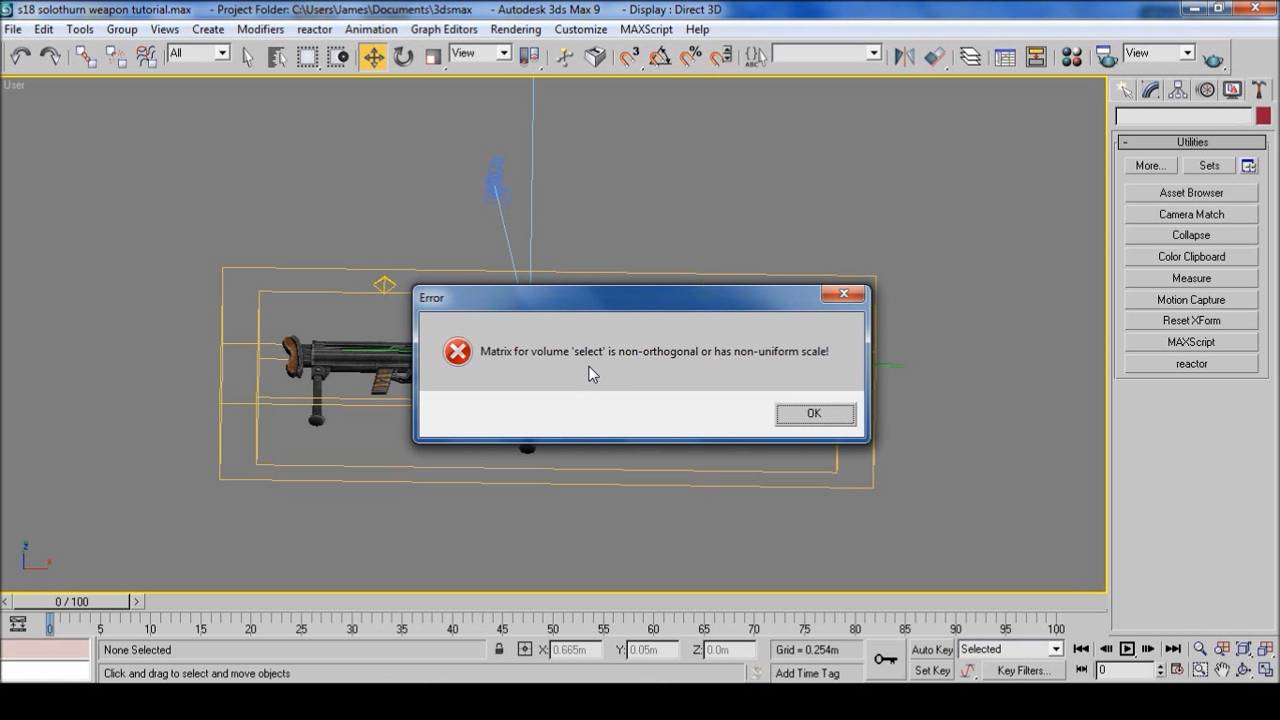 s18 solothurn weapon tutorial.max - Project Folder: C:\Users\James\Documents\3dsmax - Autodesk 3ds Max 9 - Display : Direct 3D
File Edit Tools Group Views Create Modifiers reactor Animation Graph Editors Rendering Customize MAXScript Help
All View View
User
Utilities
More... Sets
Asset Browser
Camera Match
Collapse
Color Clipboard
Measure
Motion Capture
Reset XForm
MAXScript
reactor
Error
Matrix for volume 'select' is non-orthogonal or has non-uniform scale!
OK
z
x
0 / 100
0 5 10 15 20 25 30 35 40 45 50 55 60 65 70 75 80 85 90 95 100
None Selected X: 0.665m Y: 0.05m Z: 0.0m Grid = 0.254m Auto Key Selected
Click and drag to select and move objects Add Time Tag Set Key Key Filters... 0